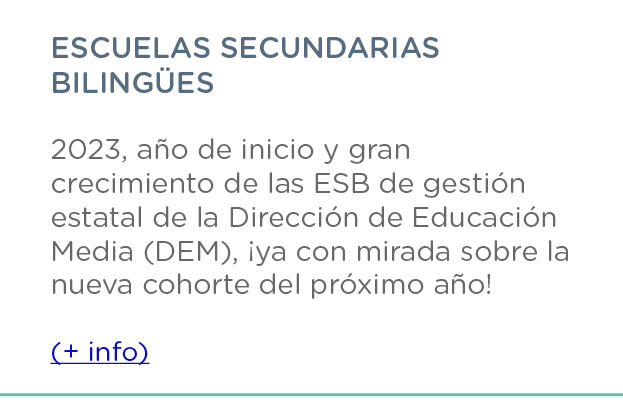 ESCUELAS SECUNDARIAS
BILINGÜES
2023, año de inicio y gran
crecimiento de las ESB de gestión
estatal de la Dirección de Educación
Media (DEM), ¡ya con mirada sobre la
nueva cohorte del próximo año!
(+ info)